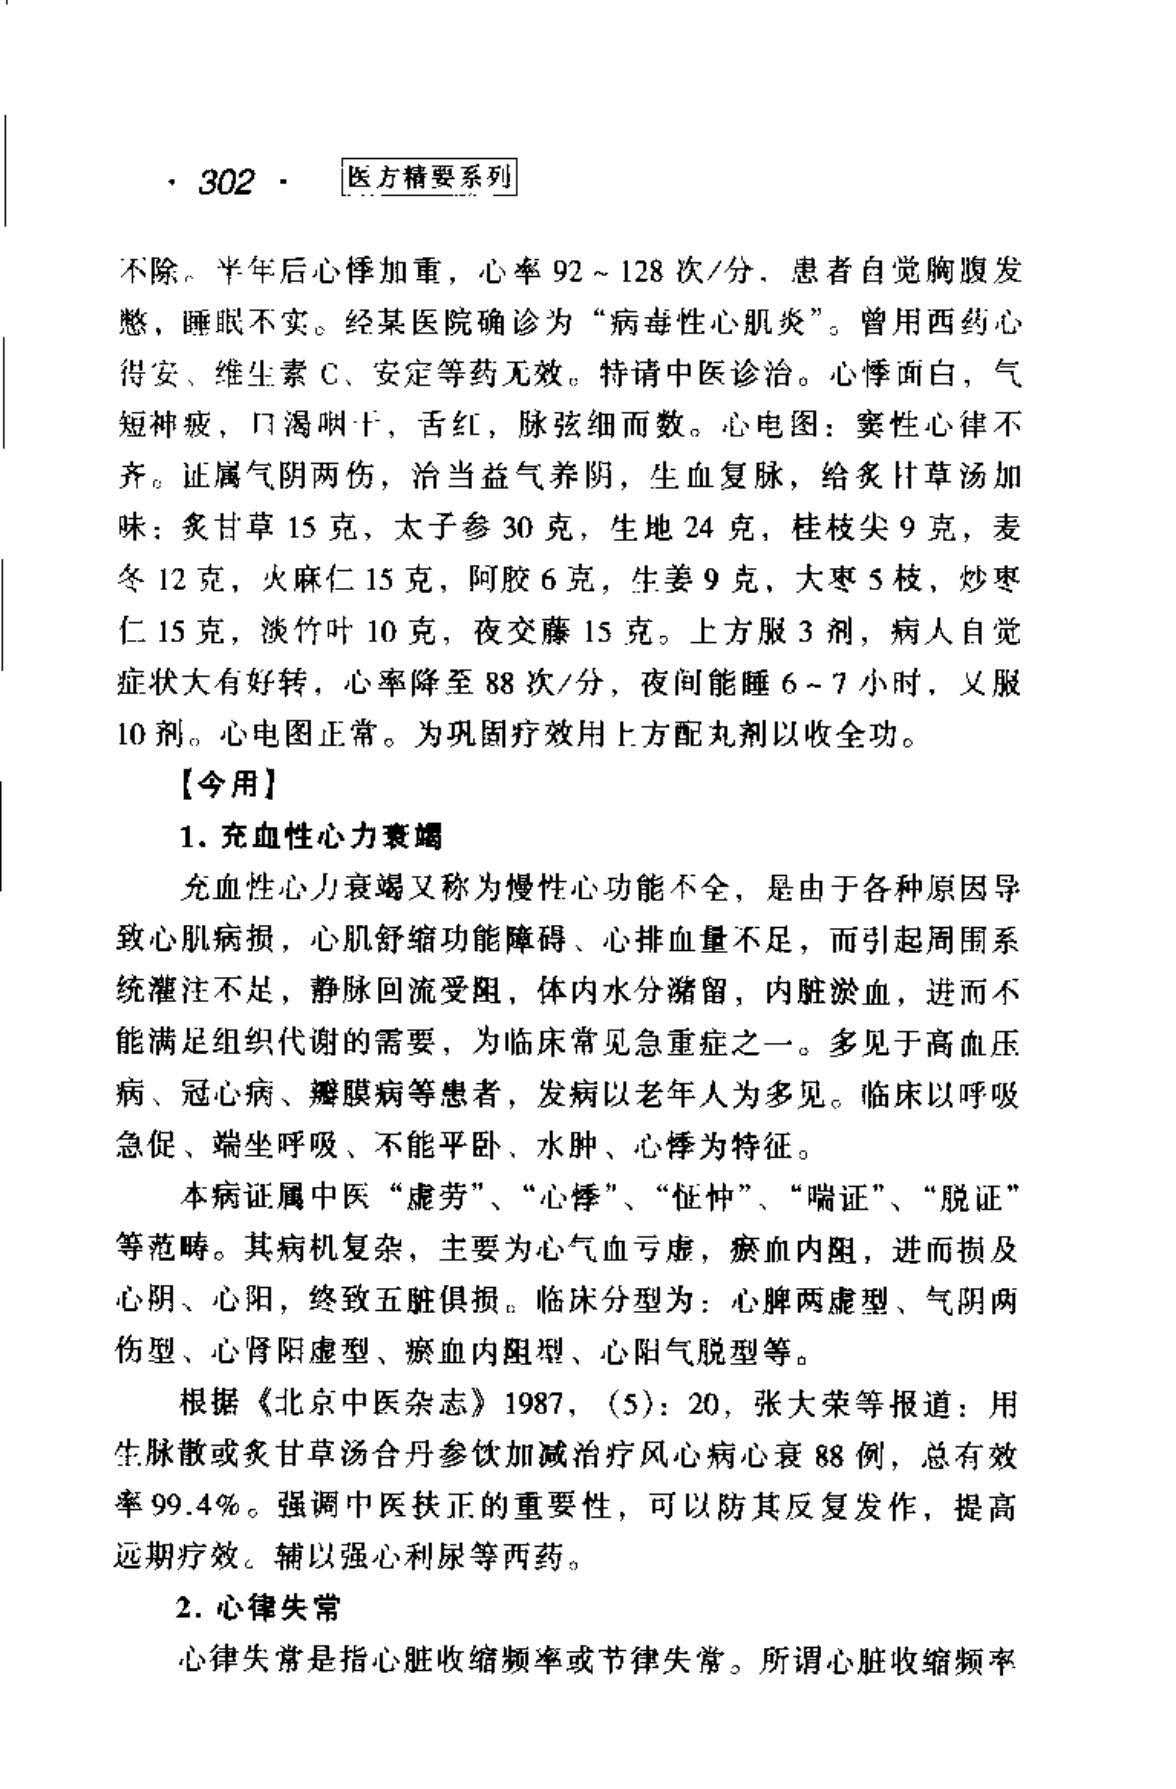 · 302 · 医方精要系列
不除。半年后心悸加重，心率 92～128 次/分，患者自觉胸腹发
憋，睡眠不实。经某医院确诊为“病毒性心肌炎”。曾用西药心
得安、维生素 C、安定等药无效。特请中医诊治。心悸面白，气
短神疲，口渴咽干，舌红，脉弦细而数。心电图：窦性心律不
齐。证属气阴两伤，治当益气养阴，生血复脉，给炙甘草汤加
味：炙甘草 15 克，太子参 30 克，生地 24 克，桂枝尖 9 克，麦
冬 12 克，火麻仁 15 克，阿胶 6 克，生姜 9 克，大枣 5 枝，炒枣
仁 15 克，淡竹叶 10 克，夜交藤 15 克。上方服 3 剂，病人自觉
症状大有好转，心率降至 88 次/分，夜间能睡 6～7 小时，又服
10 剂。心电图正常。为巩固疗效用上方配丸剂以收全功。
【今用】
1. 充血性心力衰竭
充血性心力衰竭又称为慢性心功能不全，是由于各种原因导
致心肌病损，心肌舒缩功能障碍、心排血量不足，而引起周围系
统灌注不足，静脉回流受阻，体内水分潴留，内脏淤血，进而不
能满足组织代谢的需要，为临床常见急重症之一。多见于高血压
病、冠心病、瓣膜病等患者，发病以老年人为多见。临床以呼吸
急促、端坐呼吸、不能平卧、水肿、心悸为特征。
本病证属中医“虚劳”、“心悸”、“怔忡”、“喘证”、“脱证”
等范畴。其病机复杂，主要为心气血亏虚，瘀血内阻，进而损及
心阴、心阳，终致五脏俱损。临床分型为：心脾两虚型、气阴两
伤型、心肾阳虚型、瘀血内阻型、心阳气脱型等。
根据《北京中医杂志》1987，（5）：20，张大荣等报道：用
生脉散或炙甘草汤合丹参饮加减治疗风心病心衰 88 例，总有效
率 99.4%。强调中医扶正的重要性，可以防其反复发作，提高
远期疗效。辅以强心利尿等西药。
2. 心律失常
心律失常是指心脏收缩频率或节律失常。所谓心脏收缩频率